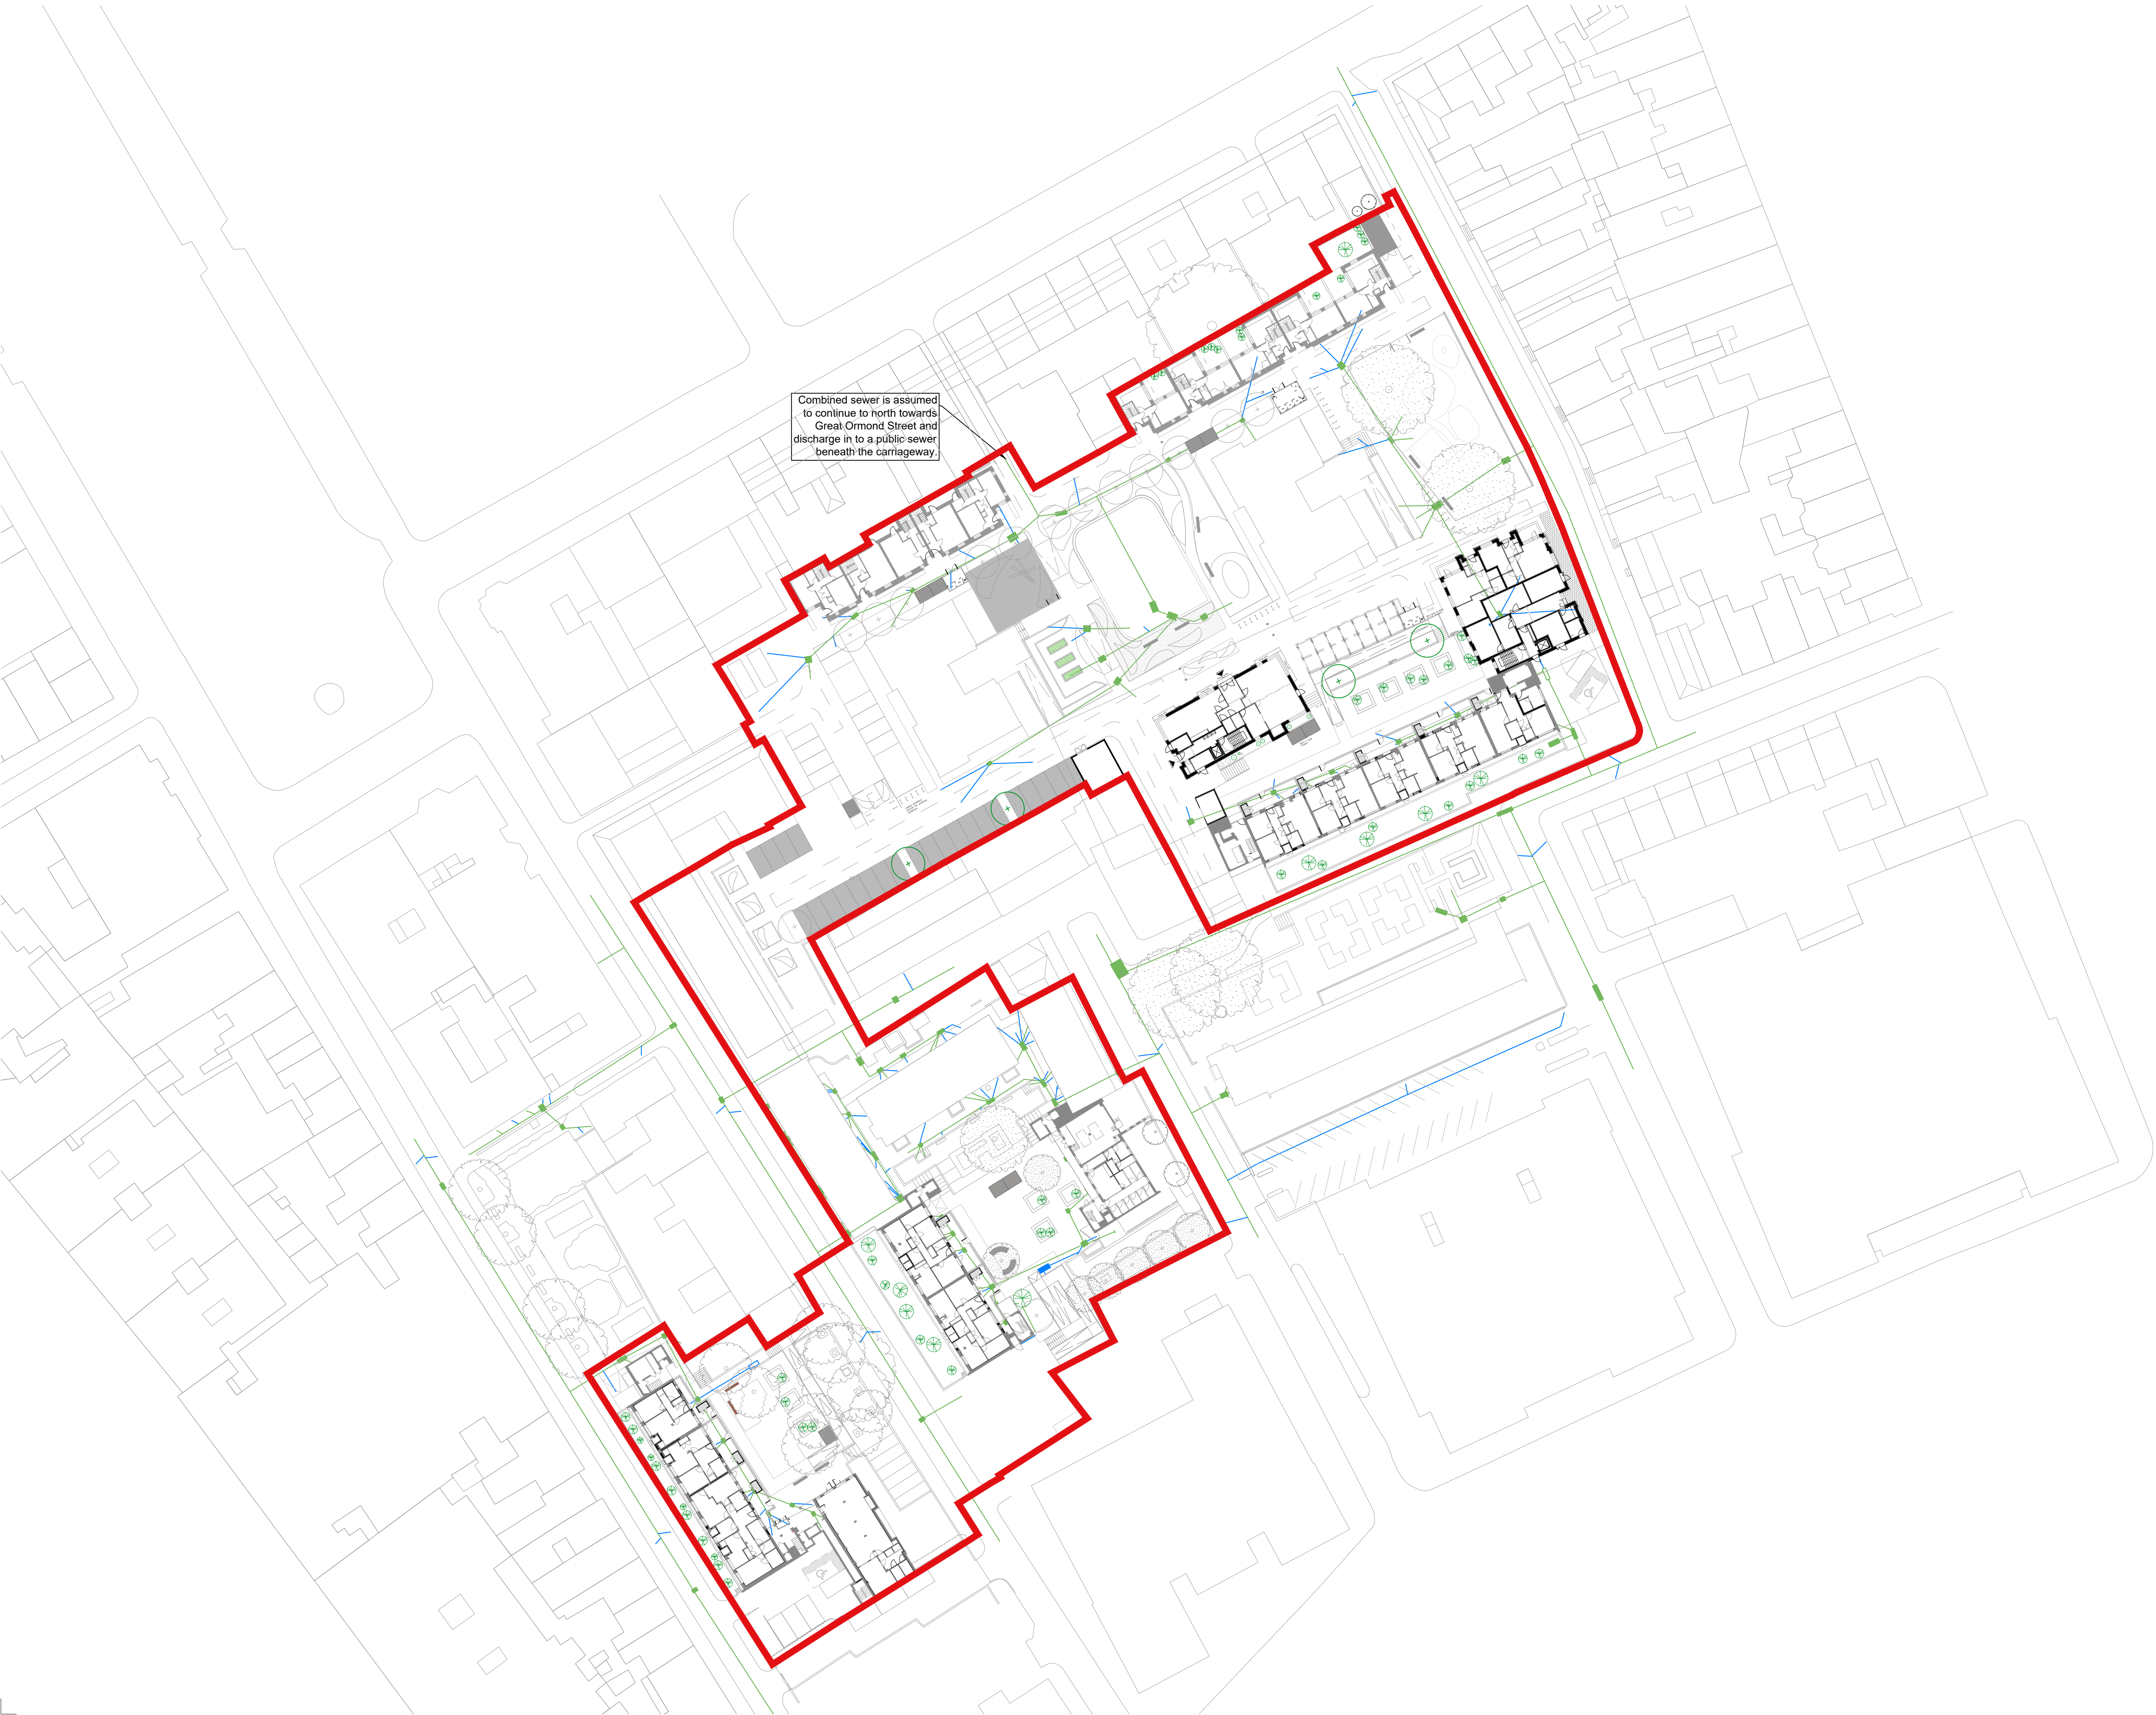 Combined sewer is assumed
to continue to north towards
Great Ormond Street and
discharge in to a public sewer
beneath the carriageway.